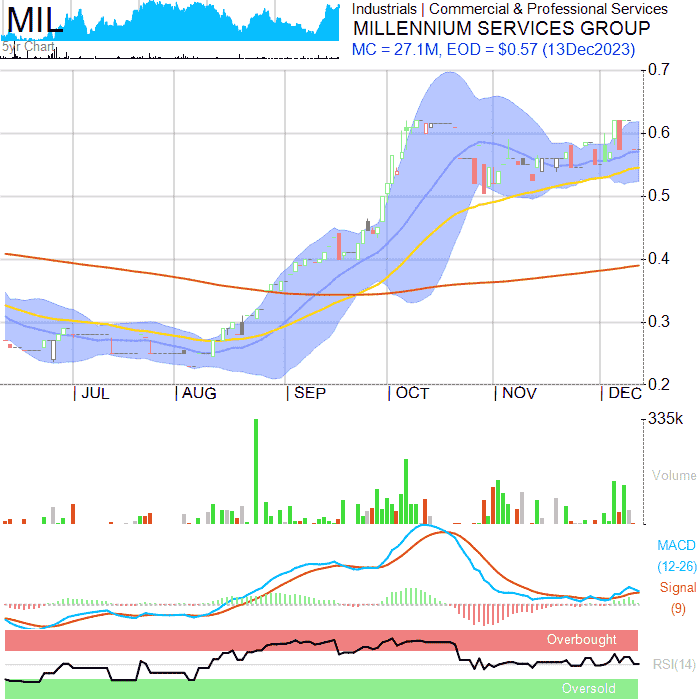 MIL
5yr Chart
Industrials | Commercial & Professional Services
MILLENNIUM SERVICES GROUP
MC = 27.1M, EOD = $0.57 (13Dec2023)
0.7
0.6
0.5
0.4
0.3
0.2
| JUL | AUG | SEP | OCT | NOV | DEC
335k
Volume
MACD
(12-26)
Signal
(9)
Overbought
RSI(14)
Oversold